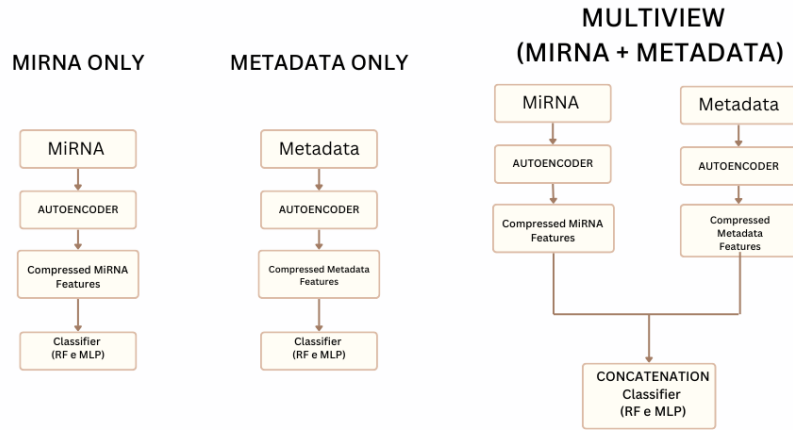 MIRNA ONLY
MiRNA
AUTOENCODER
Compressed MiRNA
Features
Classifier
(RF e MLP)
METADATA ONLY
Metadata
AUTOENCODER
Compressed Metadata
Features
Classifier
(RF e MLP)
MULTIVIEW
(MIRNA + METADATA)
MiRNA
AUTOENCODER
Compressed MiRNA
Features
Metadata
AUTOENCODER
Compressed
Metadata
Features
CONCATENATION
Classifier
(RF e MLP)